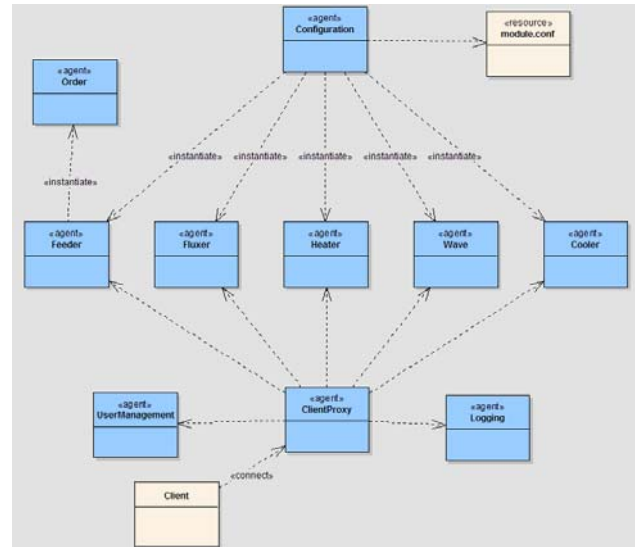 «agent»
Configuration
«resource»
module.conf
«agent»
Order
«instantiate»
«instantiate»
«instantiate»
«instantiate»
«instantiate»
«instantiate»
«agent»
Feeder
«agent»
Fluxer
«agent»
Heater
«agent»
Wave
«agent»
Cooler
«agent»
UserManagement
«agent»
ClientProxy
«agent»
Logging
«connect»
Client